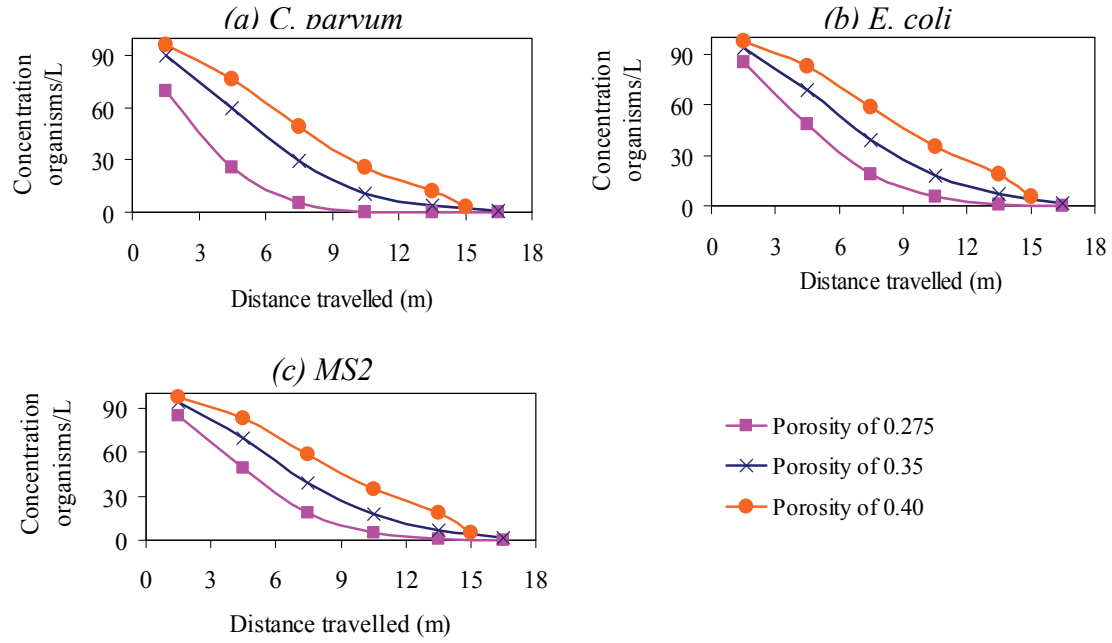 (a) C. parvum
Concentration
organisms/L
90
60
30
0
0 3 6 9 12 15 18
Distance travelled (m)
(b) E. coli
Concentration
organisms/L
90
60
30
0
0 3 6 9 12 15 18
Distance travelled (m)
(c) MS2
Concentration
organisms/L
90
60
30
0
0 3 6 9 12 15 18
Distance travelled (m)
Porosity of 0.275
Porosity of 0.35
Porosity of 0.40